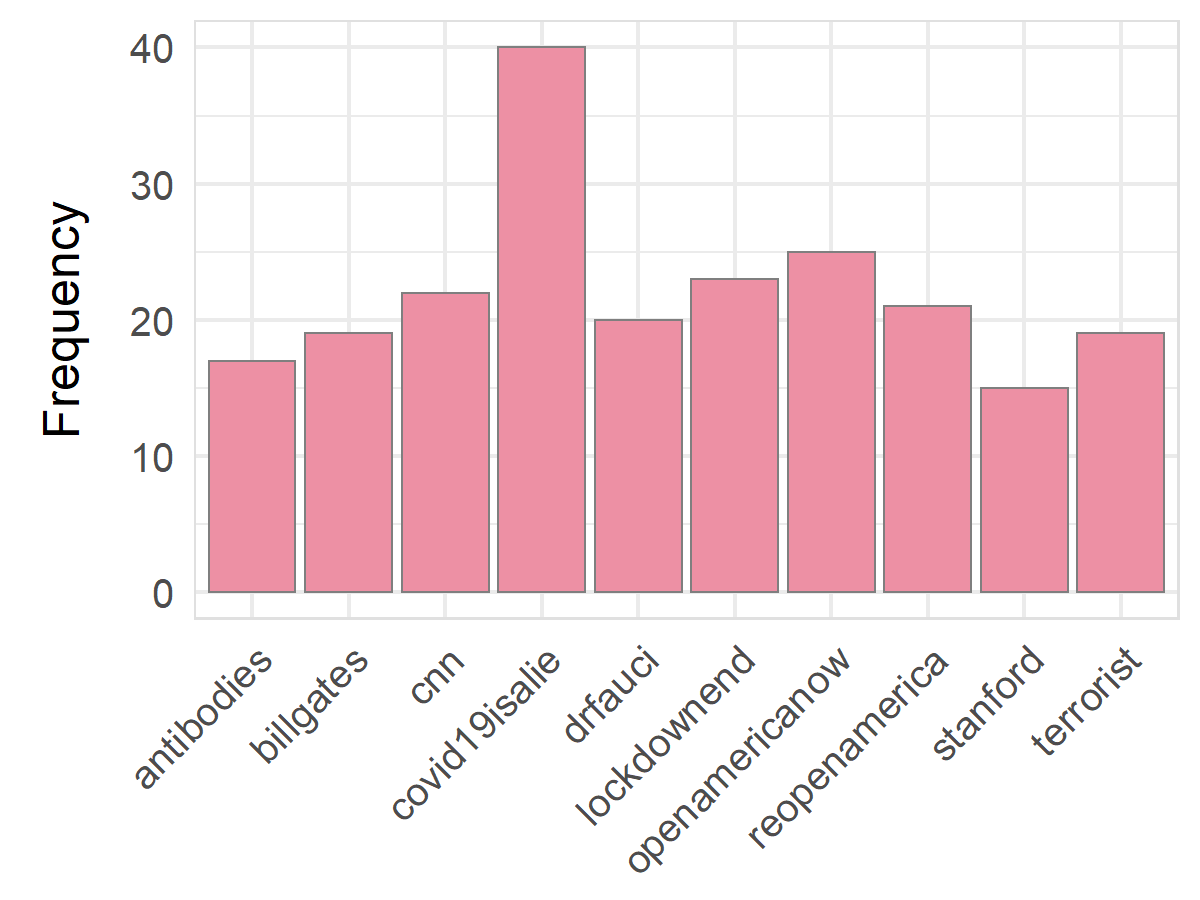 Frequency
40
30
20
10
0
antibodies
billgates
cnn
covid19isalie
drfauci
lockdownend
openamericanow
reopenamerica
stanford
terrorist